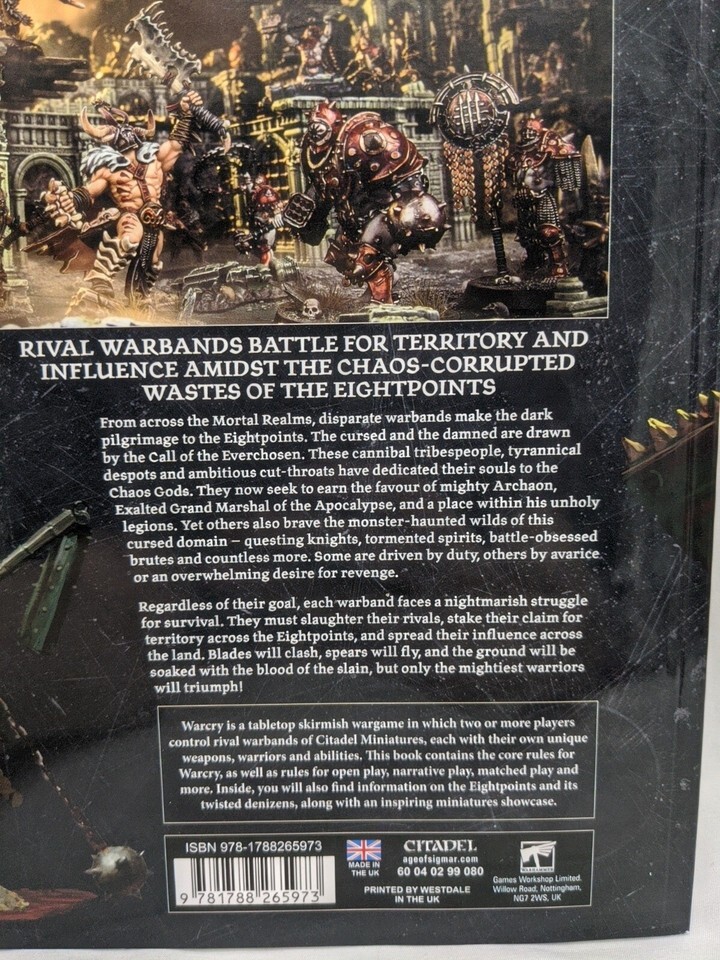 RIVAL WARBANDS BATTLE FOR TERRITORY AND
INFLUENCE AMIDST THE CHAOS-CORRUPTED
WASTES OF THE EIGHTPOINTS
From across the Mortal Realms, disparate warbands make the dark
pilgrimage to the Eightpoints. The cursed and the damned are drawn
by the Call of the Everchosen. These cannibal tribespeople, tyrannical
despots and ambitious cut-throats have dedicated their souls to the
Chaos Gods. They now seek to earn the favour of mighty Archaon,
Exalted Grand Marshal of the Apocalypse, and a place within his unholy
legions. Yet others also brave the monster-haunted wilds of this
cursed domain – questing knights, tormented spirits, battle-obsessed
brutes and countless more. Some are driven by duty, others by avarice
or an overwhelming desire for revenge.
Regardless of their goal, each warband faces a nightmarish struggle
for survival. They must slaughter their rivals, stake their claim for
territory across the Eightpoints, and spread their influence across
the land. Blades will clash, spears will fly, and the ground will be
soaked with the blood of the slain, but only the mightiest warriors
will triumph!
Warcry is a tabletop skirmish wargame in which two or more players
control rival warbands of Citadel Miniatures, each with their own unique
weapons, warriors and abilities. This book contains the core rules for
Warcry, as well as rules for open play, narrative play, matched play and
more. Inside, you will also find information on the Eightpoints and its
twisted denizens, along with an inspiring miniatures showcase.
ISBN 978-1788265973
9 781788 265973
MADE IN
THE UK
CITADEL
ageofsigmar.com
60 04 02 99 080
PRINTED BY WESTDALE
IN THE UK
WARHAMMER
Games Workshop Limited.
Willow Road, Nottingham,
NG7 2WS, UK